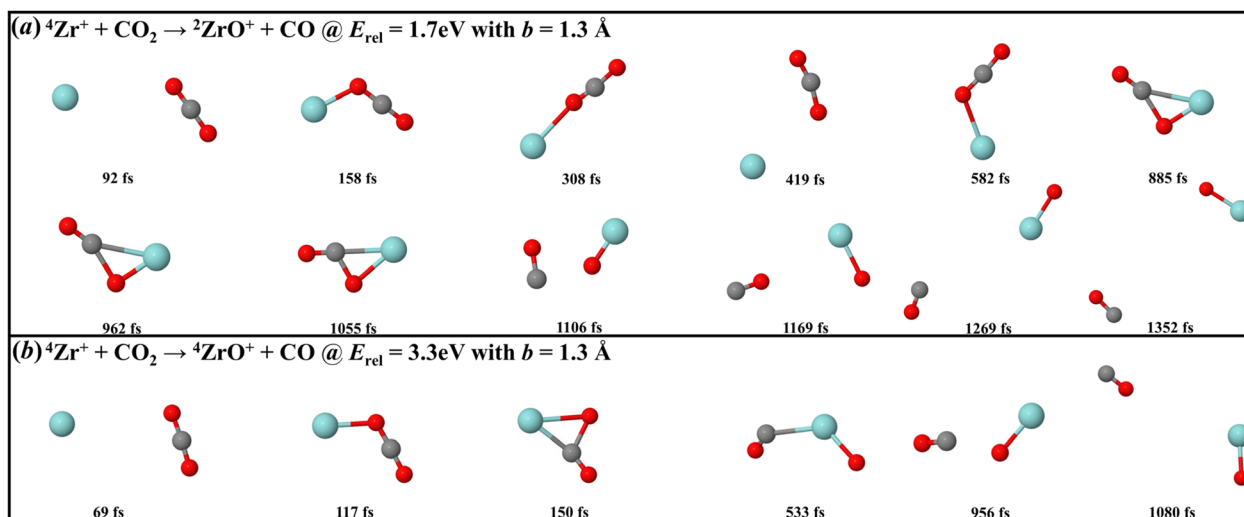 (a) ⁴Zr⁺ + CO₂ → ²ZrO⁺ + CO @ E_rel = 1.7eV with b = 1.3 Å
92 fs 158 fs 308 fs 419 fs 582 fs 885 fs
962 fs 1055 fs 1106 fs 1169 fs 1269 fs 1352 fs
(b) ⁴Zr⁺ + CO₂ → ⁴ZrO⁺ + CO @ E_rel = 3.3eV with b = 1.3 Å
69 fs 117 fs 150 fs 533 fs 956 fs 1080 fs